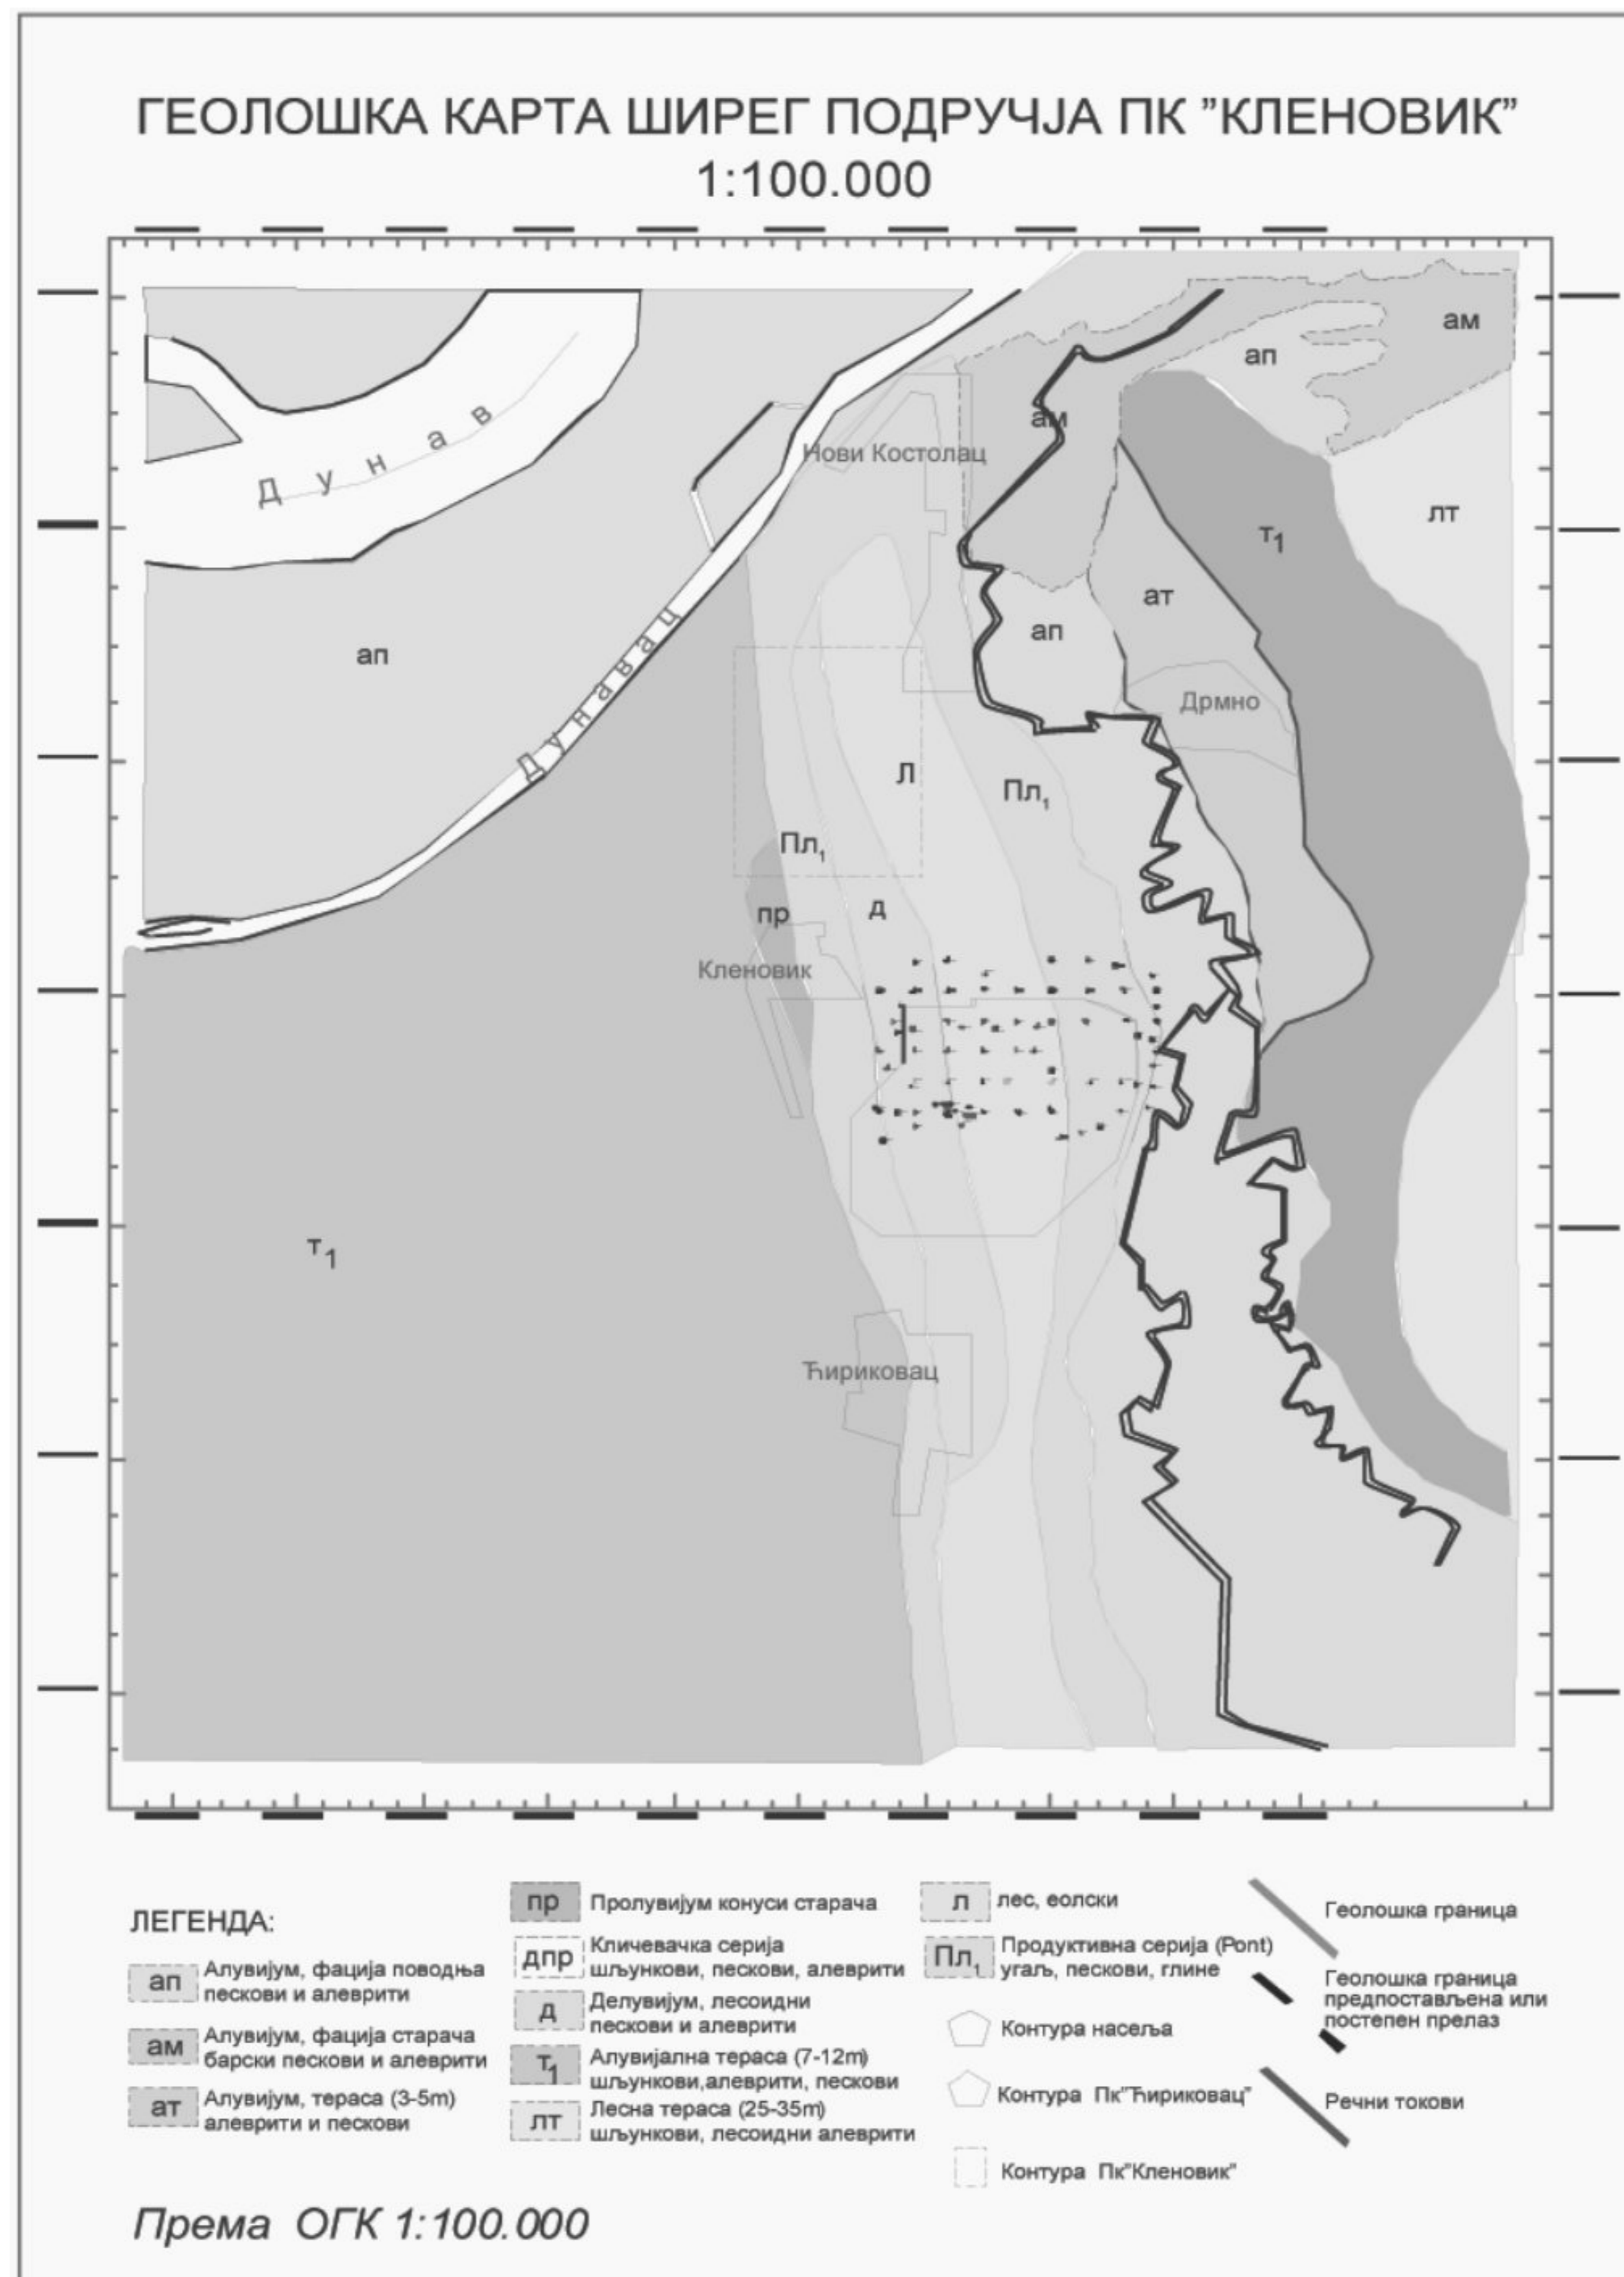 ГЕОЛОШКА КАРТА ШИРЕГ ПОДРУЧЈА ПК ”КЛЕНОВИК”
1:100.000
ам
ап
ам
Нови Костолац
Дунав
лт
т1
ат
ап
ап
Дрмно
Дунавац
Л
Пл1
Пл1
пр
д
Кленовик
т1
Ћириковац
ЛЕГЕНДА:
ап
Алувијум, фација поводња
пескови и алеврити
ам
Алувијум, фација старача
барски пескови и алеврити
ат
Алувијум, тераса (3-5m)
алеврити и пескови
пр
Пролувијум конуси старача
дпр
Кличевачка серија
шљункови, пескови, алеврити
д
Делувијум, лесоидни
пескови и алеврити
т1
Алувијална тераса (7-12m)
шљункови,алеврити, пескови
лт
Лесна тераса (25-35m)
шљункови, лесоидни алеврити
л
лес, еолски
Пл1
Продуктивна серија (Pont)
угаљ, пескови, глине
Контура насеља
Контура Пк”Ћириковац”
Контура Пк”Кленовик”
Геолошка граница
Геолошка граница
предпостављена или
постепен прелаз
Речни токови
Према ОГК 1:100.000